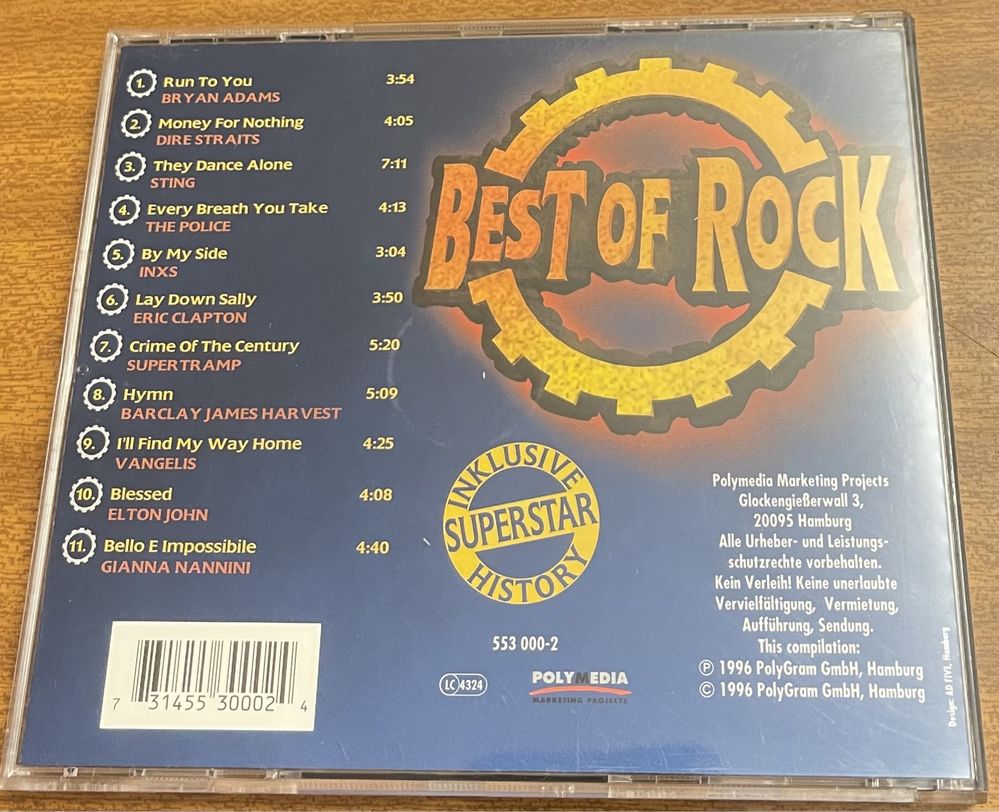 1. Run To You 3:54
BRYAN ADAMS
2. Money For Nothing 4:05
DIRE STRAITS
3. They Dance Alone 7:11
STING
4. Every Breath You Take 4:13
THE POLICE
5. By My Side 3:04
INXS
6. Lay Down Sally 3:50
ERIC CLAPTON
7. Crime Of The Century 5:20
SUPERTRAMP
8. Hymn 5:09
BARCLAY JAMES HARVEST
9. I'll Find My Way Home 4:25
VANGELIS
10. Blessed 4:08
ELTON JOHN
11. Bello E Impossibile 4:40
GIANNA NANNINI
BEST OF ROCK
INKLUSIVE
SUPERSTAR
HISTORY
Polymedia Marketing Projects
Glockengießerwall 3,
20095 Hamburg
Alle Urheber- und Leistungs-
schutzrechte vorbehalten.
Kein Verleih! Keine unerlaubte
Vervielfältigung, Vermietung,
Aufführung, Sendung.
This compilation:
℗ 1996 PolyGram GmbH, Hamburg
© 1996 PolyGram GmbH, Hamburg
553 000-2
LC 4324
POLYMEDIA
MARKETING PROJECTS
7 31455 30002 4
Design: AD FIVE, Hamburg